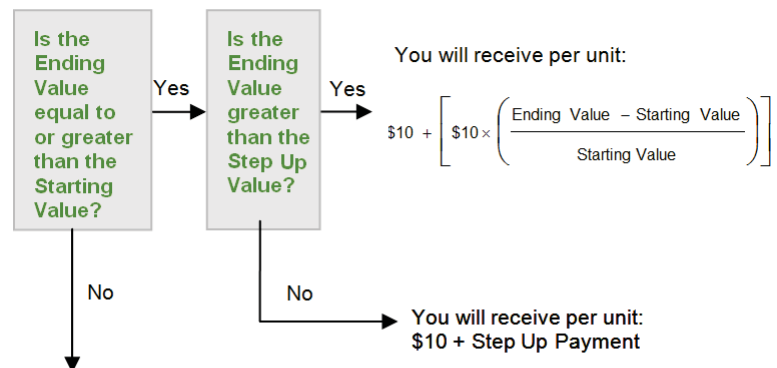 Is the
Ending
Value
equal to
or greater
than the
Starting
Value?
Yes
Is the
Ending
Value
greater
than the
Step Up
Value?
Yes
You will receive per unit:
$10 + [ $10 × ( Ending Value – Starting Value
Starting Value ) ]
No
No
You will receive per unit:
$10 + Step Up Payment